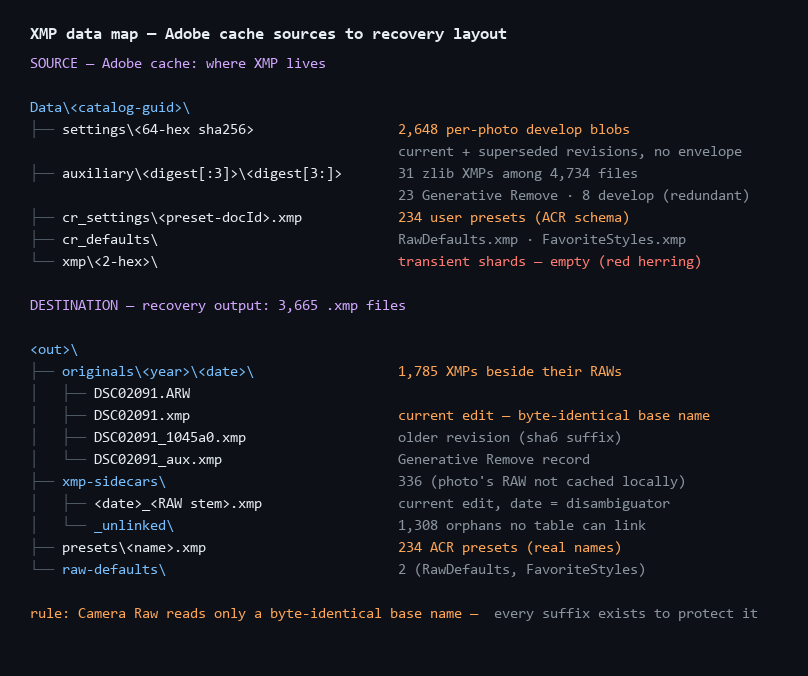 XMP data map — Adobe cache sources to recovery layout
SOURCE — Adobe cache: where XMP lives
Data\<catalog-guid>\
├── settings\<64-hex sha256> 2,648 per-photo develop blobs
current + superseded revisions, no envelope
├── auxiliary\<digest[:3]>\<digest[3:]> 31 zlib XMPs among 4,734 files
23 Generative Remove · 8 develop (redundant)
├── cr_settings\<preset-docId>.xmp 234 user presets (ACR schema)
├── cr_defaults\ RawDefaults.xmp · FavoriteStyles.xmp
└── xmp\<2-hex>\ transient shards — empty (red herring)
DESTINATION — recovery output: 3,665 .xmp files
<out>\
├── originals\<year>\<date>\ 1,785 XMPs beside their RAWs
│   ├── DSC02091.ARW
│   ├── DSC02091.xmp current edit — byte-identical base name
│   ├── DSC02091_1045a0.xmp older revision (sha6 suffix)
│   └── DSC02091_aux.xmp Generative Remove record
├── xmp-sidecars\ 336 (photo's RAW not cached locally)
│   ├── <date>_<RAW stem>.xmp current edit, date = disambiguator
│   └── _unlinked\ 1,308 orphans no table can link
├── presets\<name>.xmp 234 ACR presets (real names)
└── raw-defaults\ 2 (RawDefaults, FavoriteStyles)
rule: Camera Raw reads only a byte-identical base name — every suffix exists to protect it